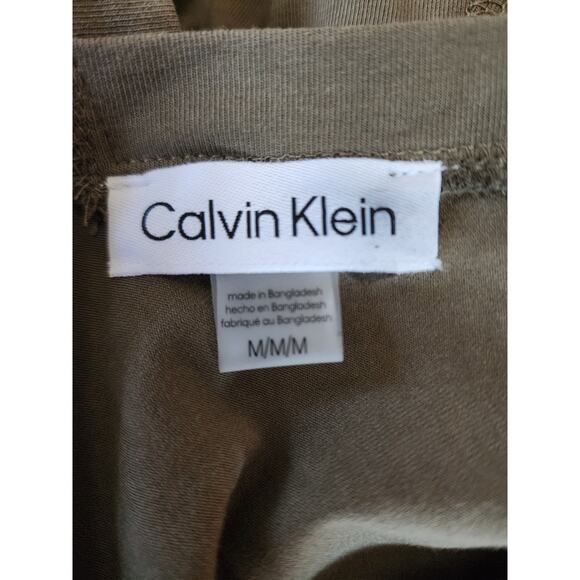 Calvin Klein
made in Bangladesh
hecho en Bangladesh
fabriqué au Bangladesh
M/M/M